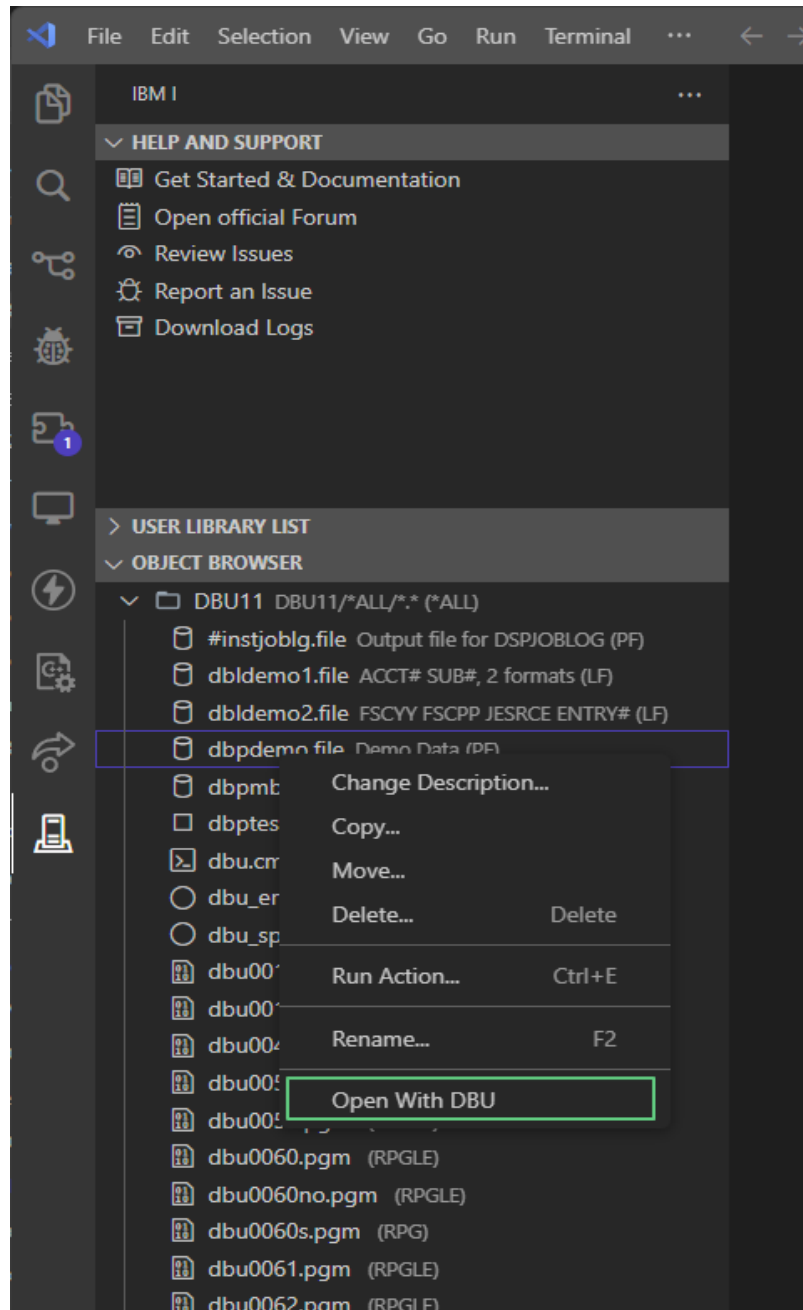 File Edit Selection View Go Run Terminal ···
IBM I
HELP AND SUPPORT
Get Started & Documentation
Open official Forum
Review Issues
Report an Issue
Download Logs
1
USER LIBRARY LIST
OBJECT BROWSER
DBU11 DBU11/*ALL/*.* (*ALL)
#instjoblg.file Output file for DSPJOBLOG (PF)
dbldemo1.file ACCT# SUB#, 2 formats (LF)
dbldemo2.file FSCYY FSCPP JESRCE ENTRY# (LF)
dbpdemo.file Demo Data (PF)
dbpmb
Change Description...
dbptes
Copy...
dbu.cm
Move...
dbu_er
Delete... Delete
dbu_sp
dbu001
Run Action... Ctrl+E
dbu001
dbu004
Rename... F2
dbu005
Open With DBU
dbu005
dbu0060.pgm (RPGLE)
dbu0060no.pgm (RPGLE)
dbu0060s.pgm (RPG)
dbu0061.pgm (RPGLE)
dbu0062.pgm (RPGLE)